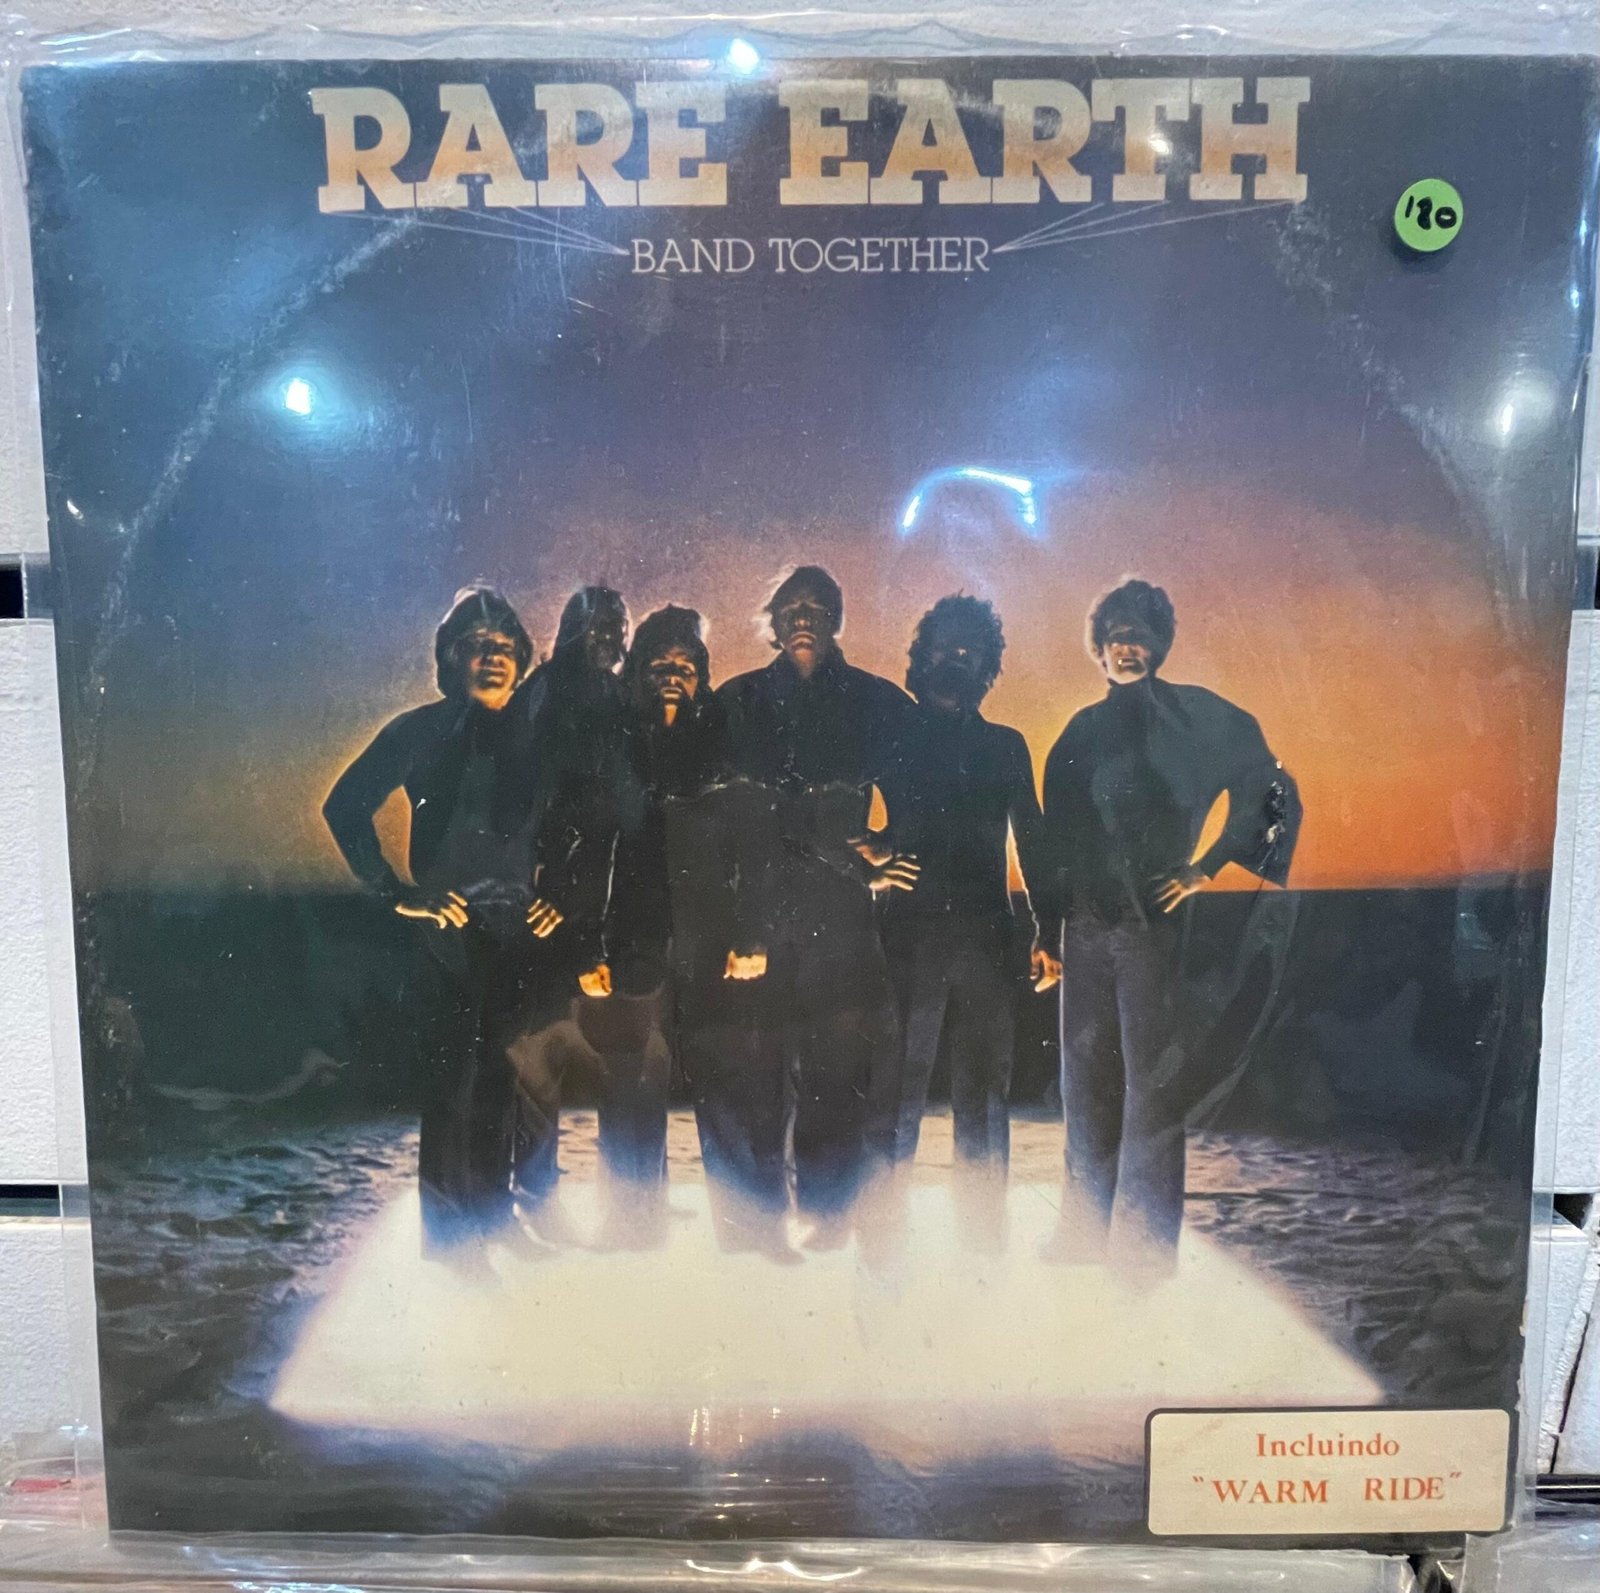 RARE EARTH
BAND TOGETHER
180
Incluindo
"WARM RIDE"